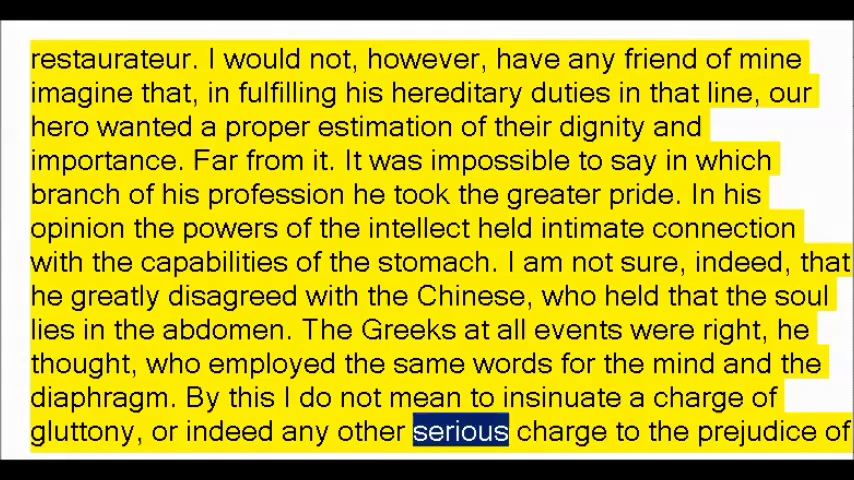 restaurateur. I would not, however, have any friend of mine
imagine that, in fulfilling his hereditary duties in that line, our
hero wanted a proper estimation of their dignity and
importance. Far from it. It was impossible to say in which
branch of his profession he took the greater pride. In his
opinion the powers of the intellect held intimate connection
with the capabilities of the stomach. I am not sure, indeed, that
he greatly disagreed with the Chinese, who held that the soul
lies in the abdomen. The Greeks at all events were right, he
thought, who employed the same words for the mind and the
diaphragm. By this I do not mean to insinuate a charge of
gluttony, or indeed any other serious charge to the prejudice of